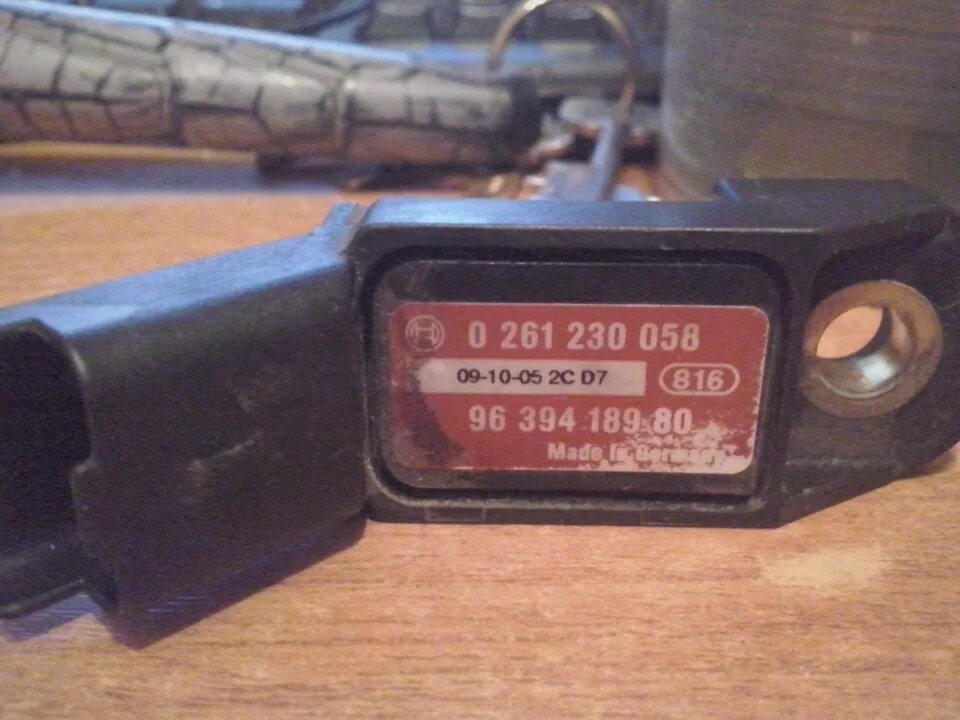 0 261 230 058
09-10-05 2C D7 816
96 394 189 80
Made In Germany